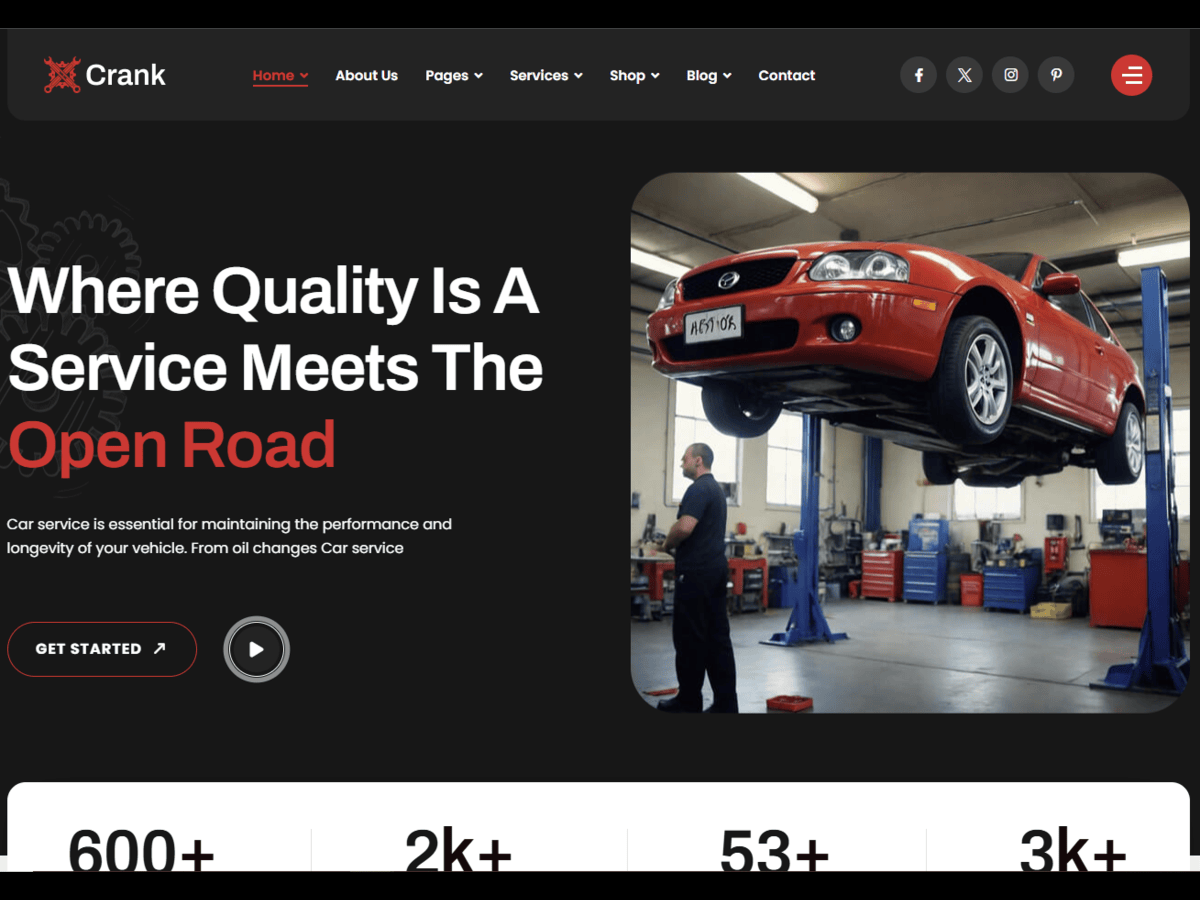 Crank
Home About Us Pages Services Shop Blog Contact
Where Quality Is A
Service Meets The
Open Road
Car service is essential for maintaining the performance and
longevity of your vehicle. From oil changes Car service
GET STARTED
600+ 2k+ 53+ 3k+